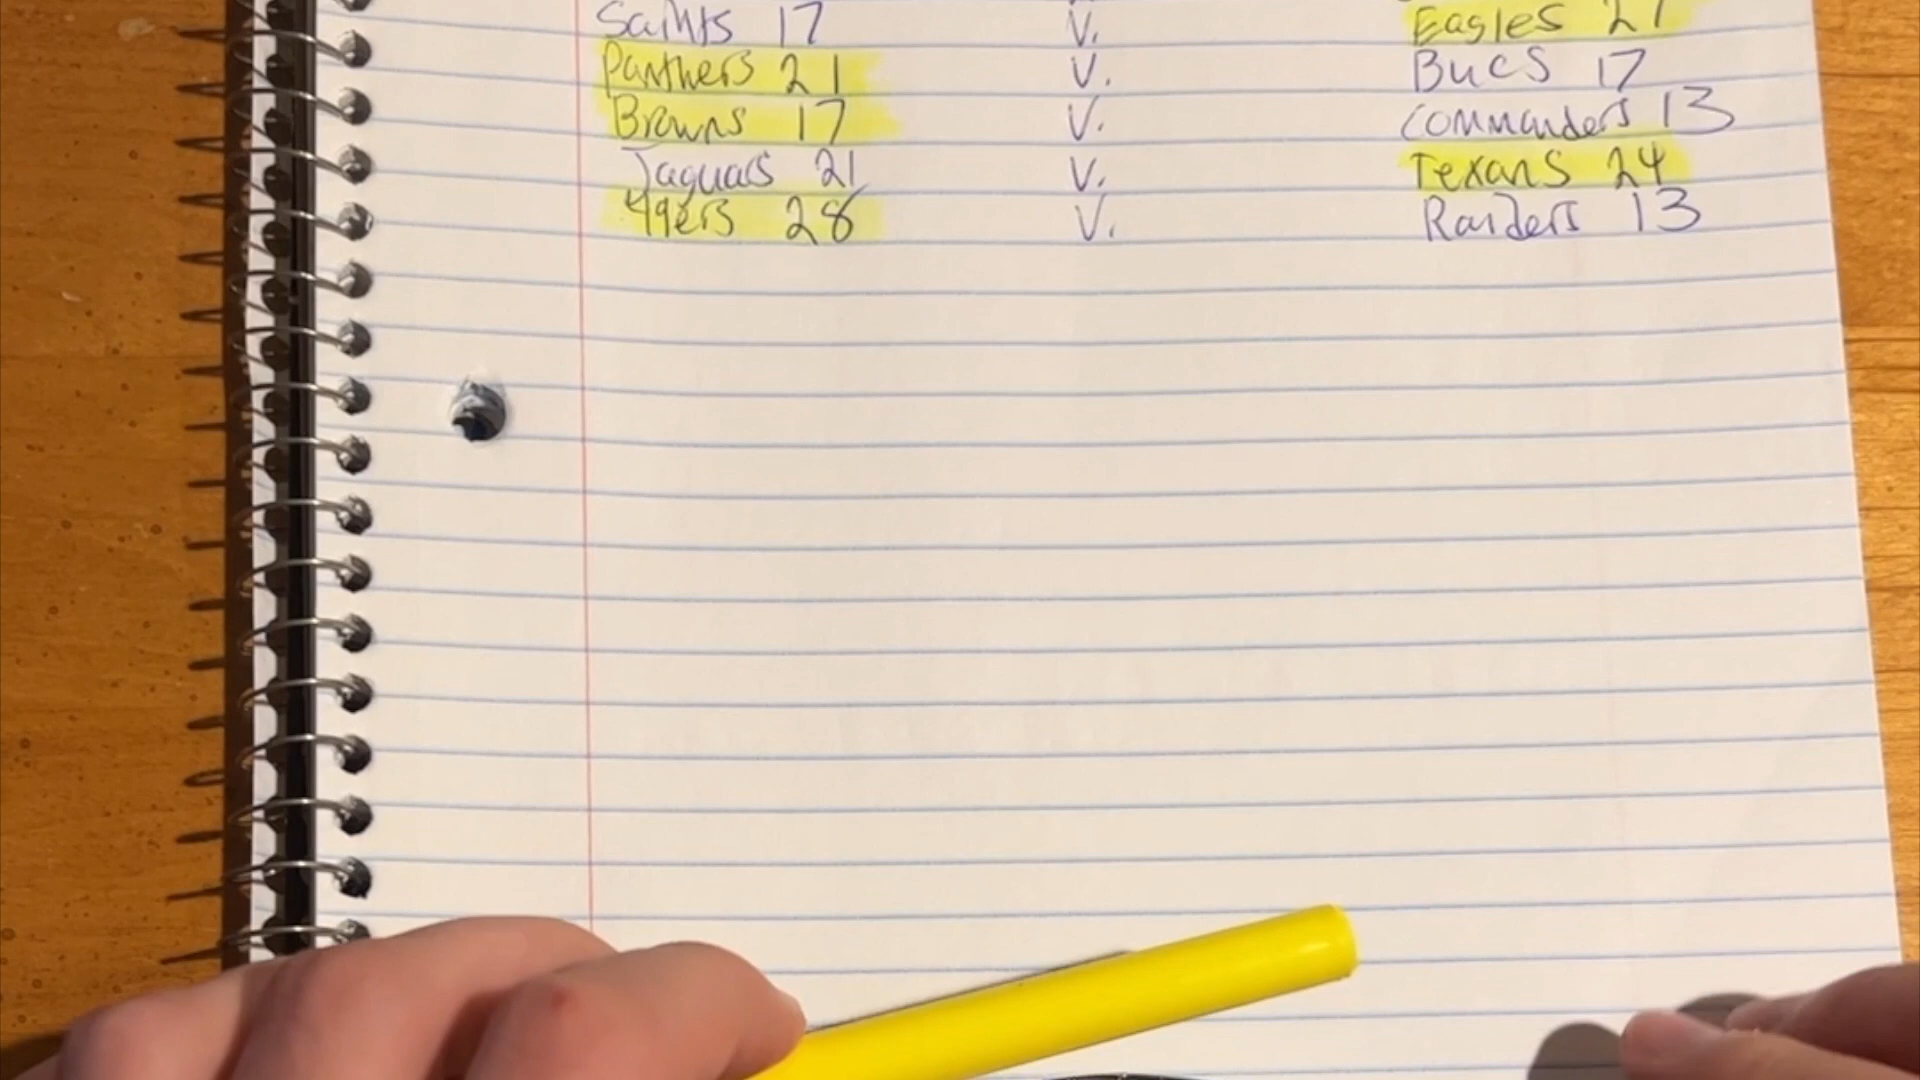 Saints 17 V. Eagles 27
Panthers 21 V. Bucs 17
Browns 17 V. Commanders 13
Jaguars 21 V. Texans 24
49ers 28 V. Raiders 13